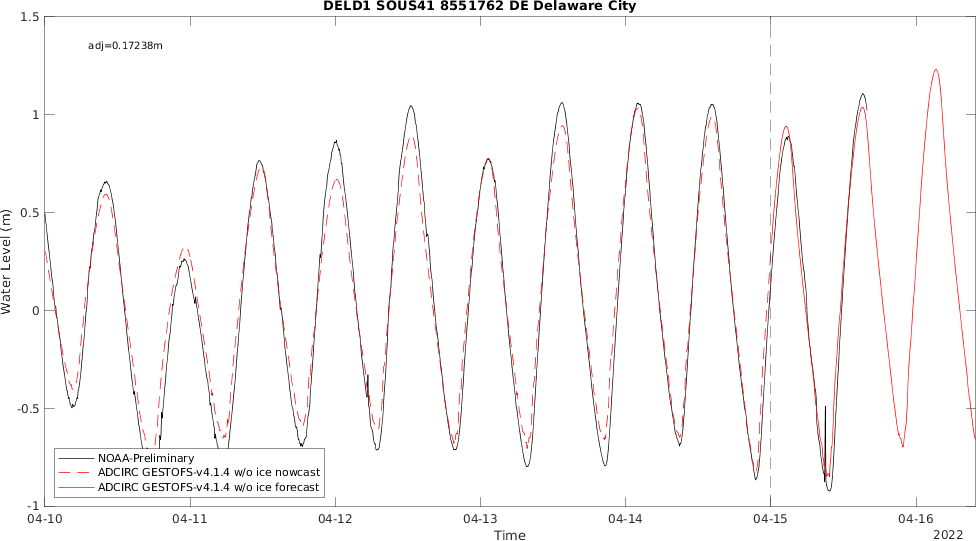 DELD1 SOUS41 8551762 DE Delaware City
adj=0.17238m
1.5
1
0.5
0
-0.5
-1
Water Level (m)
NOAA-Preliminary
ADCIRC GESTOFS-v4.1.4 w/o ice nowcast
ADCIRC GESTOFS-v4.1.4 w/o ice forecast
04-10 04-11 04-12 04-13 04-14 04-15 04-16
Time
2022